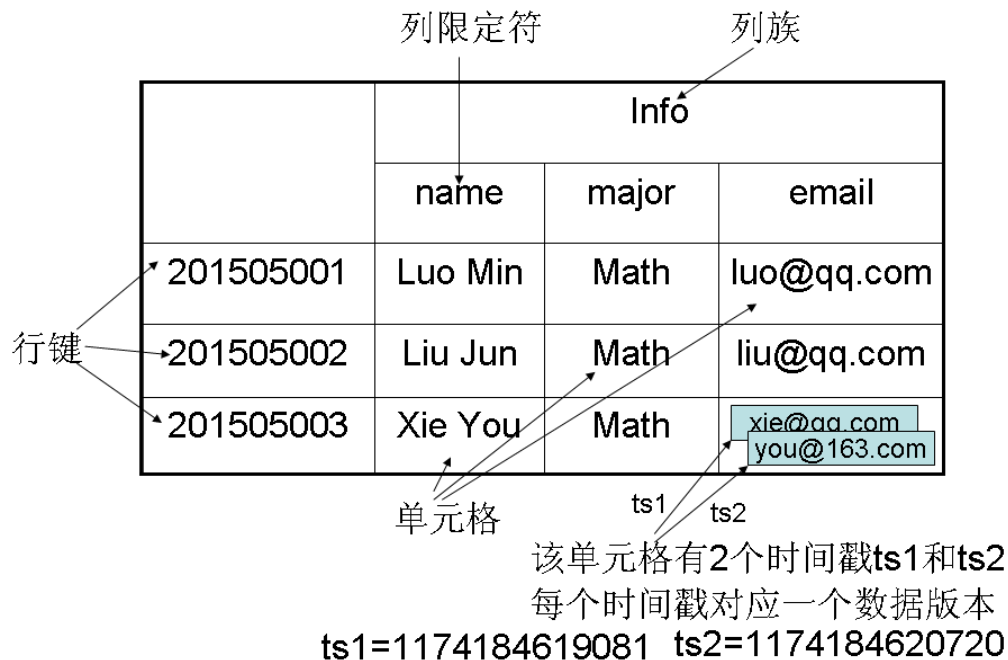 列限定符 列族
Info
name major email
201505001 Luo Min Math luo@qq.com
行键
201505002 Liu Jun Math liu@qq.com
201505003 Xie You Math xie@qq.com
you@163.com
单元格 ts1 ts2
该单元格有2个时间戳ts1和ts2
每个时间戳对应一个数据版本
ts1=1174184619081 ts2=1174184620720